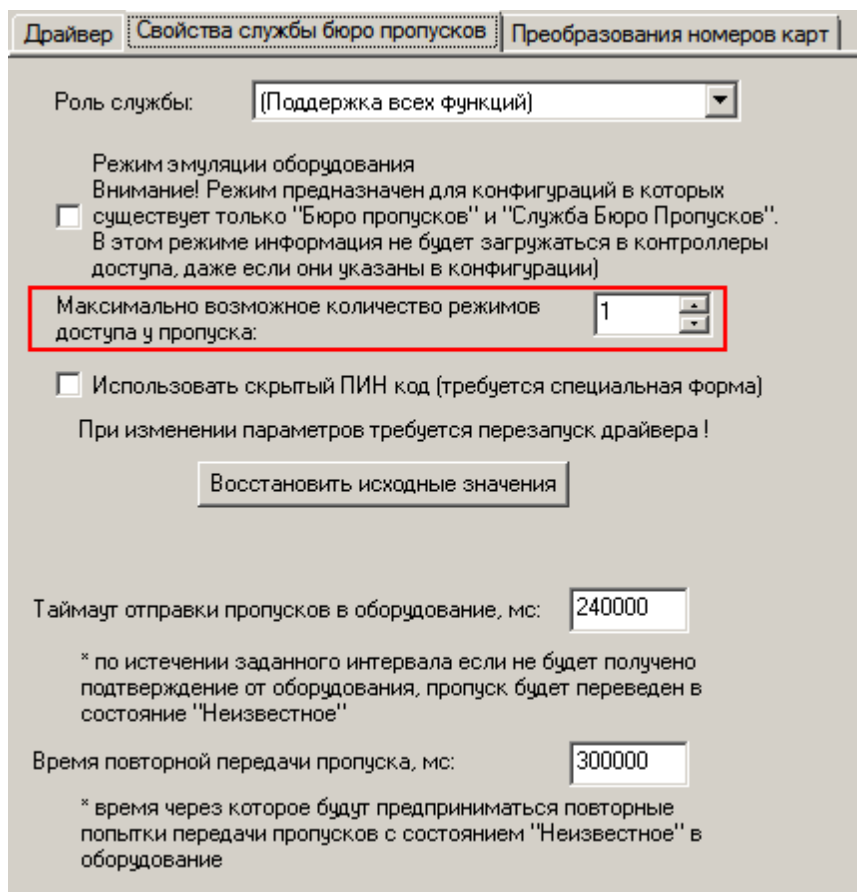 Драйвер Свойства службы бюро пропусков Преобразования номеров карт
Роль службы: (Поддержка всех функций)
Режим эмуляции оборудования
Внимание! Режим предназначен для конфигураций в которых
существует только "Бюро пропусков" и "Служба Бюро Пропусков".
В этом режиме информация не будет загружаться в контроллеры
доступа, даже если они указаны в конфигурации)
Максимально возможное количество режимов 1
доступа у пропуска:
Использовать скрытый ПИН код (требуется специальная форма)
При изменении параметров требуется перезапуск драйвера !
Восстановить исходные значения
Таймаут отправки пропусков в оборудование, мс: 240000
* по истечении заданного интервала если не будет получено
подтверждение от оборудования, пропуск будет переведен в
состояние "Неизвестное"
Время повторной передачи пропуска, мс: 300000
* время через которое будут предприниматься повторные
попытки передачи пропусков с состоянием "Неизвестное" в
оборудование